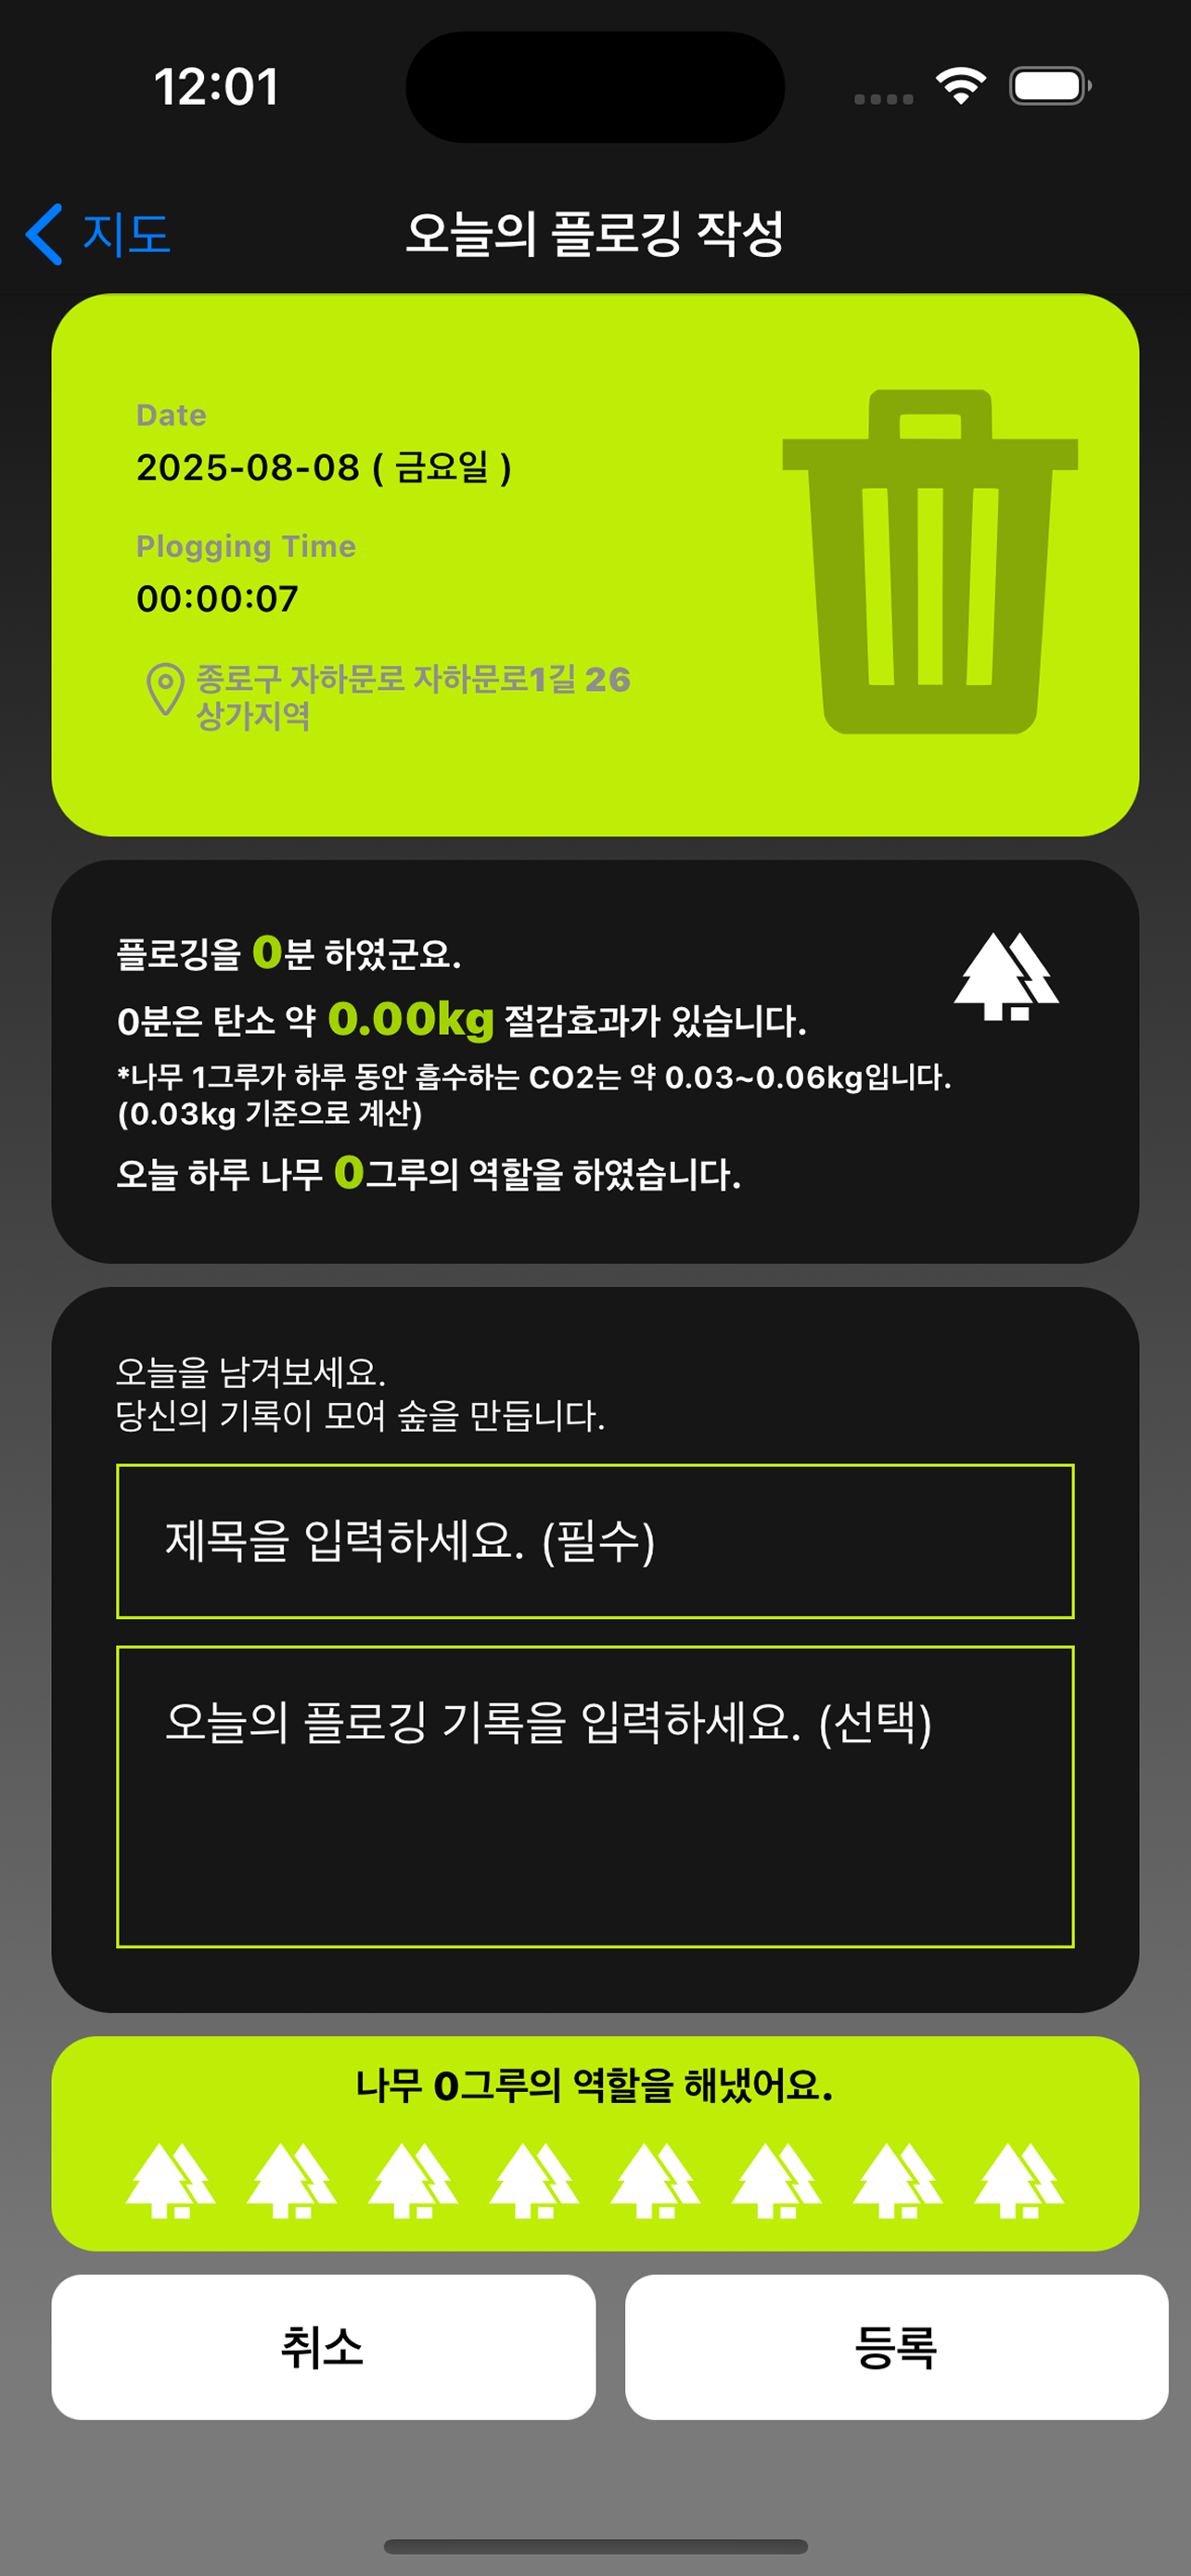 12:01
지도
오늘의 플로깅 작성
Date
2025-08-08 ( 금요일 )
Plogging Time
00:00:07
종로구 자하문로 자하문로1길 26
상가지역
플로깅을 0분 하였군요.
0분은 탄소 약 0.00kg 절감효과가 있습니다.
*나무 1그루가 하루 동안 흡수하는 CO2는 약 0.03~0.06kg입니다.
(0.03kg 기준으로 계산)
오늘 하루 나무 0그루의 역할을 하였습니다.
오늘을 남겨보세요.
당신의 기록이 모여 숲을 만듭니다.
제목을 입력하세요. (필수)
오늘의 플로깅 기록을 입력하세요. (선택)
나무 0그루의 역할을 해냈어요.
취소
등록